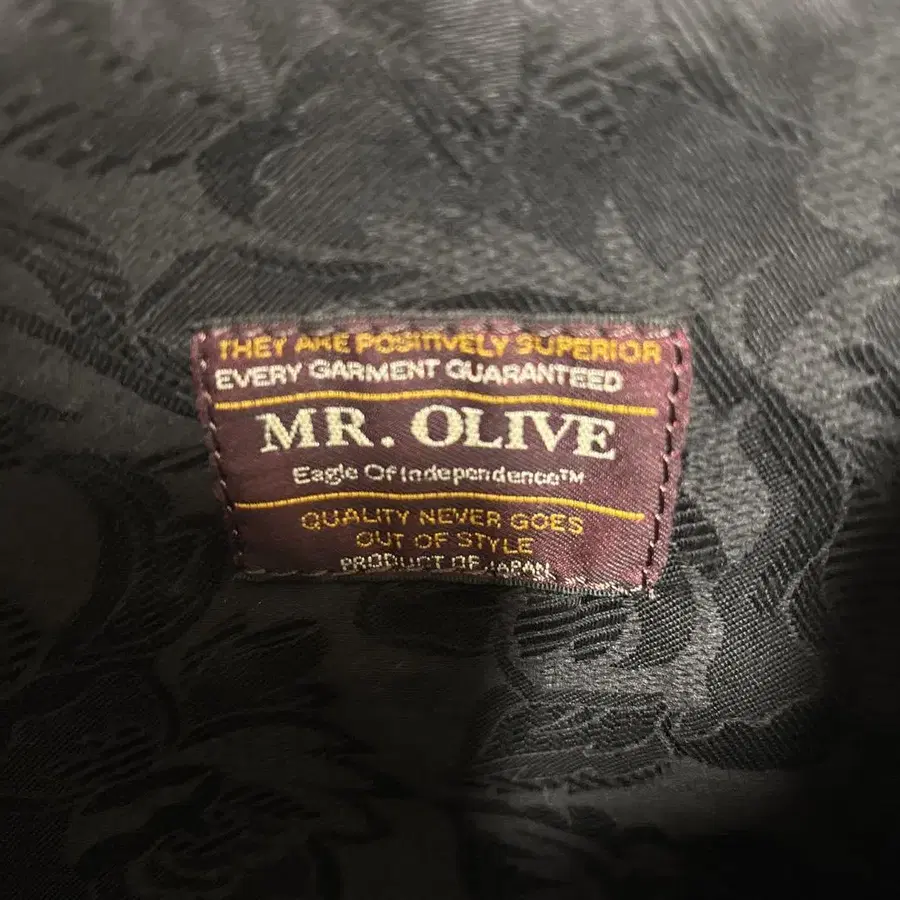 THEY ARE POSITIVELY SUPERIOR
EVERY GARMENT GUARANTEED
MR. OLIVE
Eagle Of Independence™
QUALITY NEVER GOES
OUT OF STYLE
PRODUCT OF JAPAN